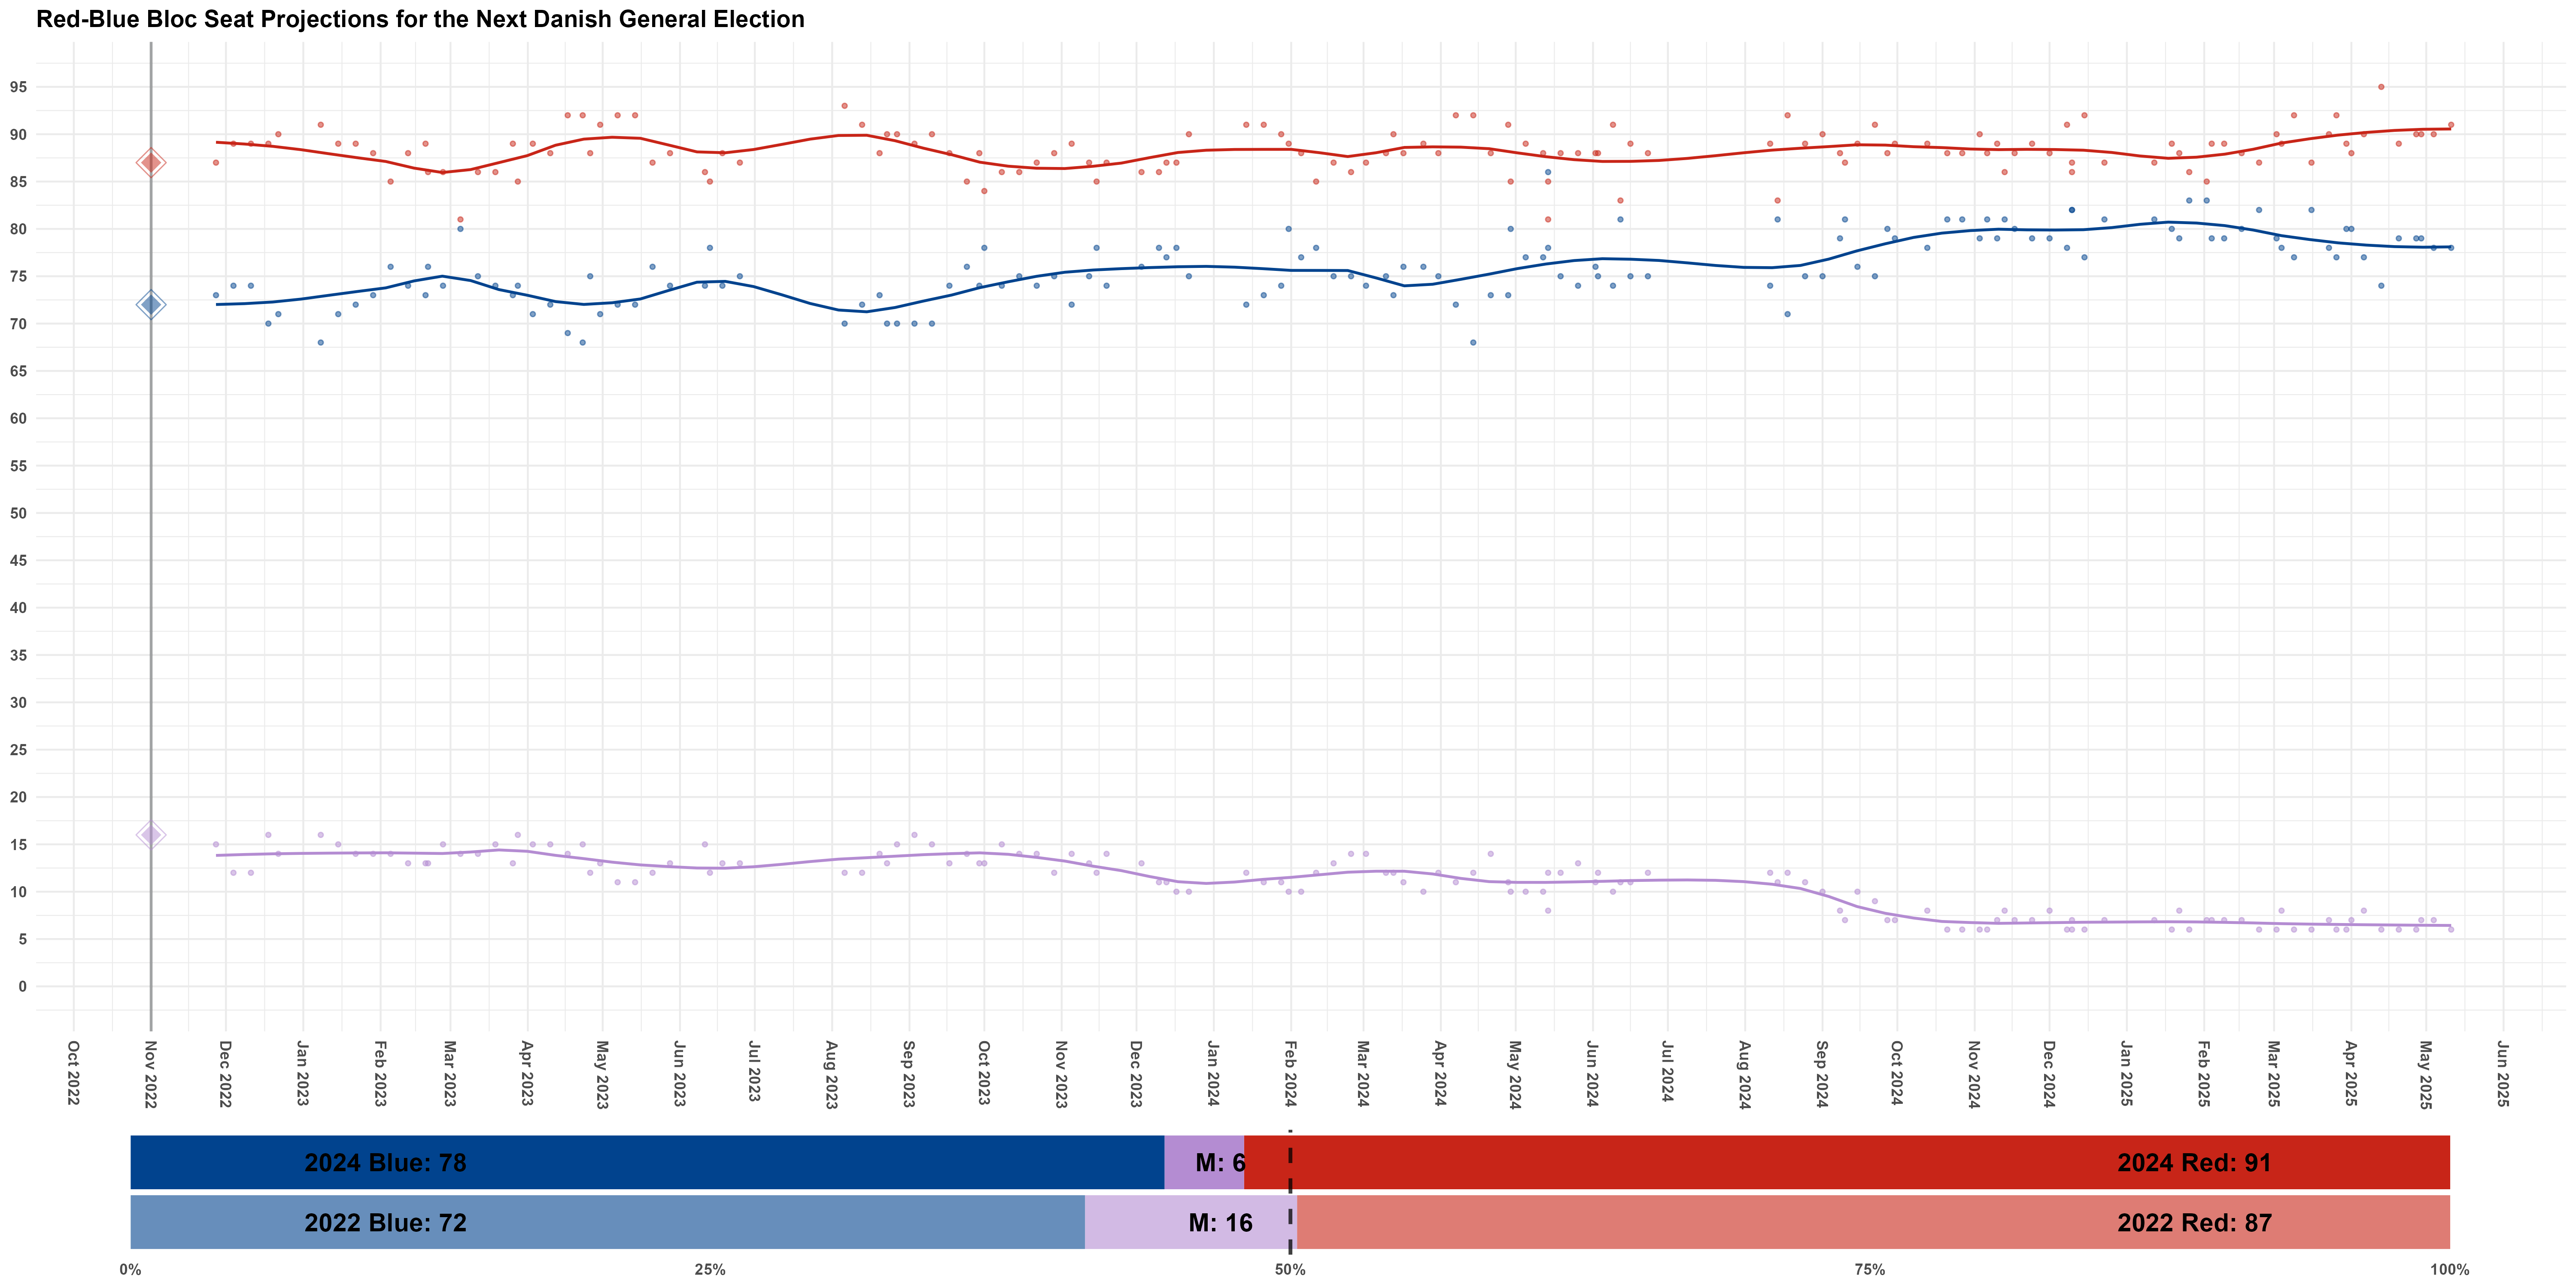 Red-Blue Bloc Seat Projections for the Next Danish General Election
95
90
85
80
75
70
65
60
55
50
45
40
35
30
25
20
15
10
5
0
Oct 2022
Nov 2022
Dec 2022
Jan 2023
Feb 2023
Mar 2023
Apr 2023
May 2023
Jun 2023
Jul 2023
Aug 2023
Sep 2023
Oct 2023
Nov 2023
Dec 2023
Jan 2024
Feb 2024
Mar 2024
Apr 2024
May 2024
Jun 2024
Jul 2024
Aug 2024
Sep 2024
Oct 2024
Nov 2024
Dec 2024
Jan 2025
Feb 2025
Mar 2025
Apr 2025
May 2025
Jun 2025
2024 Blue: 78 M: 6 2024 Red: 91
2022 Blue: 72 M: 16 2022 Red: 87
0% 25% 50% 75% 100%